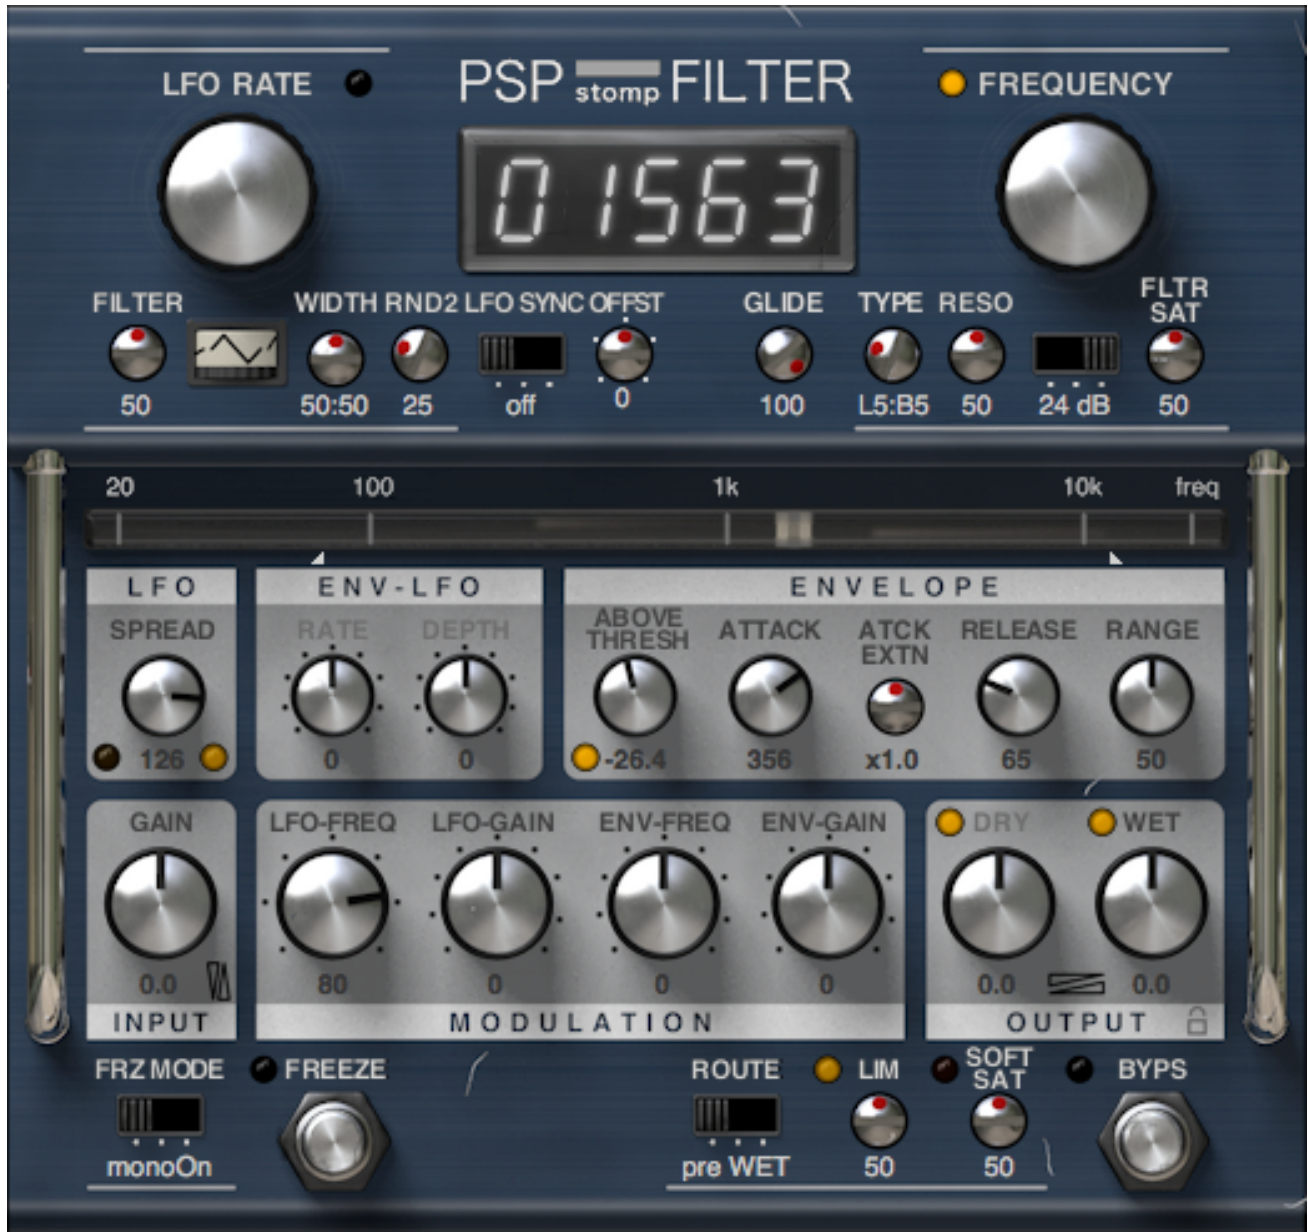 LFO RATE
PSP stomp FILTER
FREQUENCY
01563
FILTER
WIDTH
RND2
LFO SYNC
OFFST
GLIDE
TYPE
RESO
FLTR
SAT
50
50:50
25
off
0
100
L5:B5
50
24 dB
50
20
100
1k
10k
freq
LFO
ENV-LFO
ENVELOPE
SPREAD
RATE
DEPTH
ABOVE
THRESH
ATTACK
ATCK
EXTN
RELEASE
RANGE
126
0
0
-26.4
356
x1.0
65
50
GAIN
LFO-FREQ
LFO-GAIN
ENV-FREQ
ENV-GAIN
DRY
WET
0.0
80
0
0
0
0.0
0.0
INPUT
MODULATION
OUTPUT
FRZ MODE
FREEZE
ROUTE
LIM
SOFT
SAT
BYPS
monoOn
pre WET
50
50